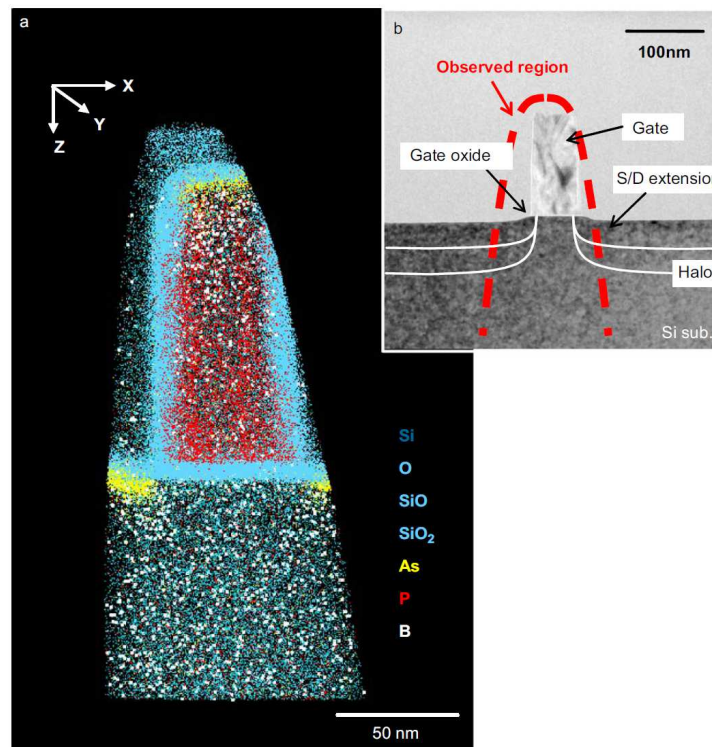 a
X
Y
Z
Si
O
SiO
SiO2
As
P
B
50 nm
b
100nm
Observed region
Gate
Gate oxide
S/D extension
Halo
Si sub.